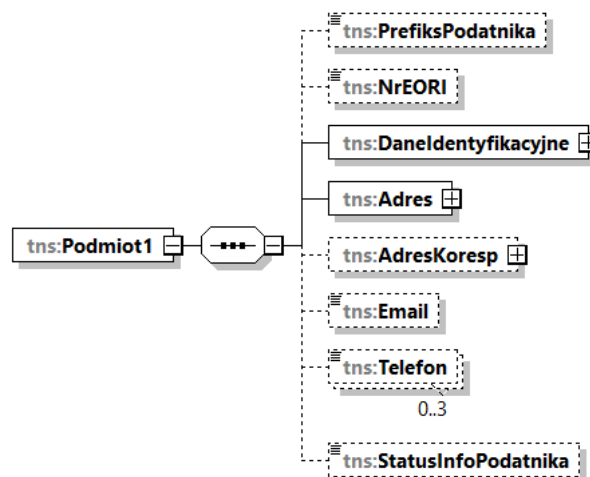 tns:PrefiksPodatnika
tns:NrEORI
tns:DaneIdentyfikacyjne
tns:Adres
tns:Podmiot1
tns:AdresKoresp
tns:Email
tns:Telefon
0..3
tns:StatusInfoPodatnika